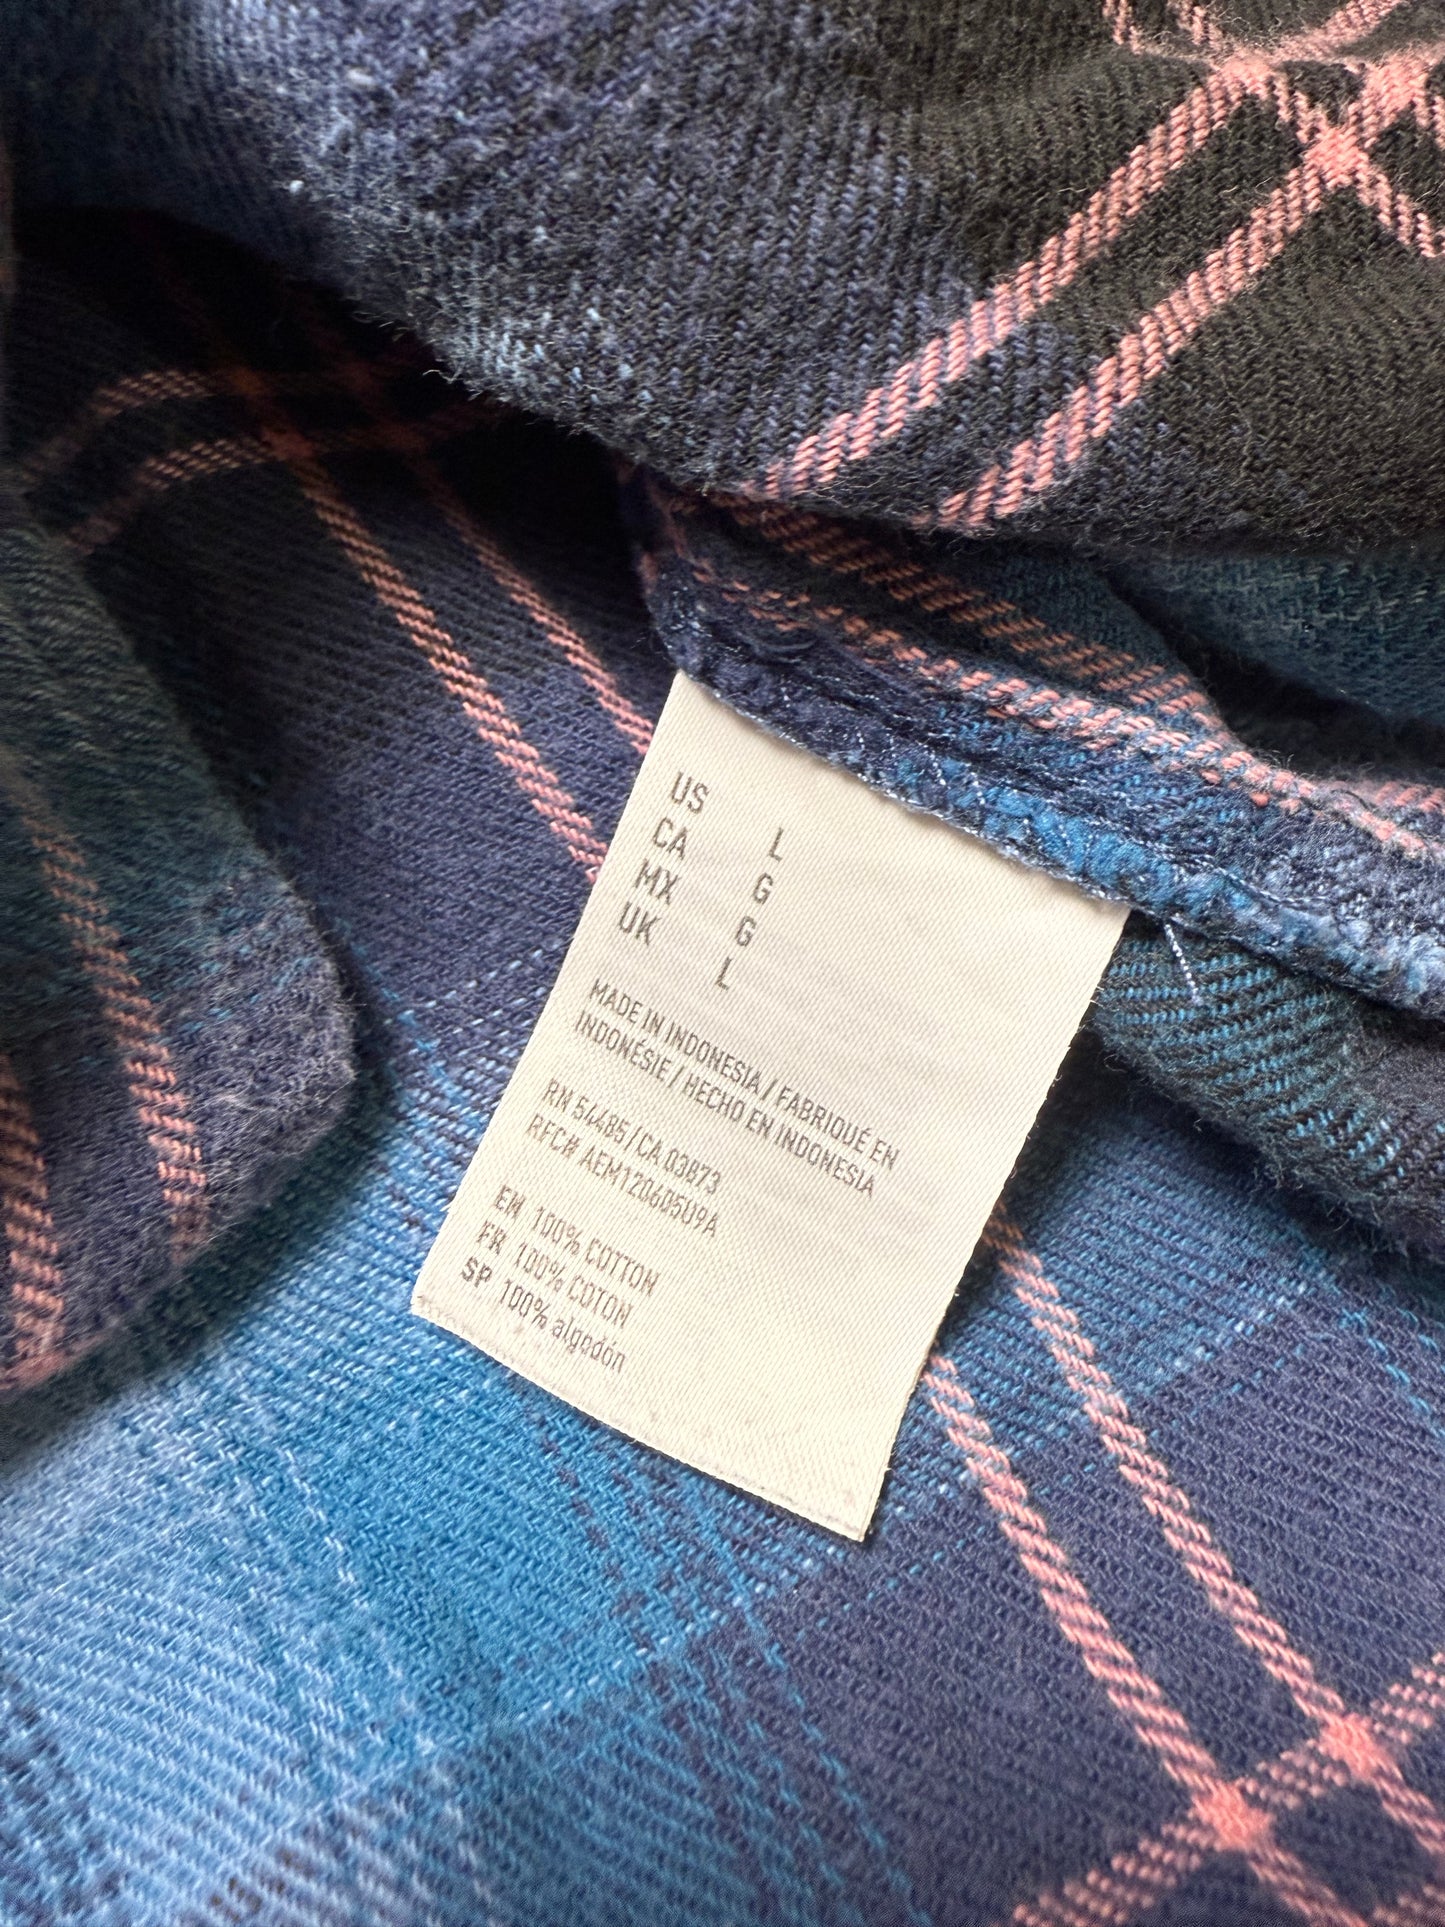 US L
CA G
MX G
UK L
MADE IN INDONESIA / FABRIQUÉ EN
INDONÉSIE / HECHO EN INDONESIA
RN 54485/CA 03873
RFC# AEM120605U9A
EN 100% COTTON
FR 100% COTON
SP 100% algodón